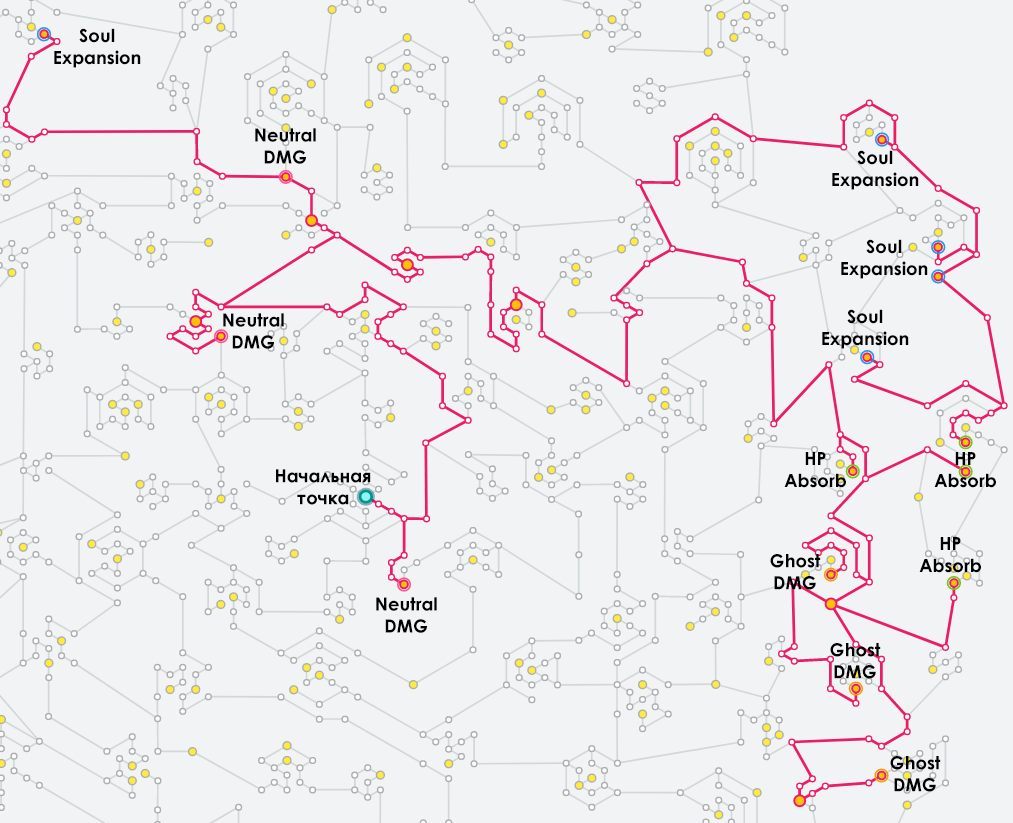 Soul
Expansion
Neutral
DMG
Soul
Expansion
Soul
Expansion
Soul
Expansion
Neutral
DMG
HP
Absorb
HP
Absorb
Начальная
точка
HP
Absorb
Ghost
DMG
Neutral
DMG
Ghost
DMG
Ghost
DMG